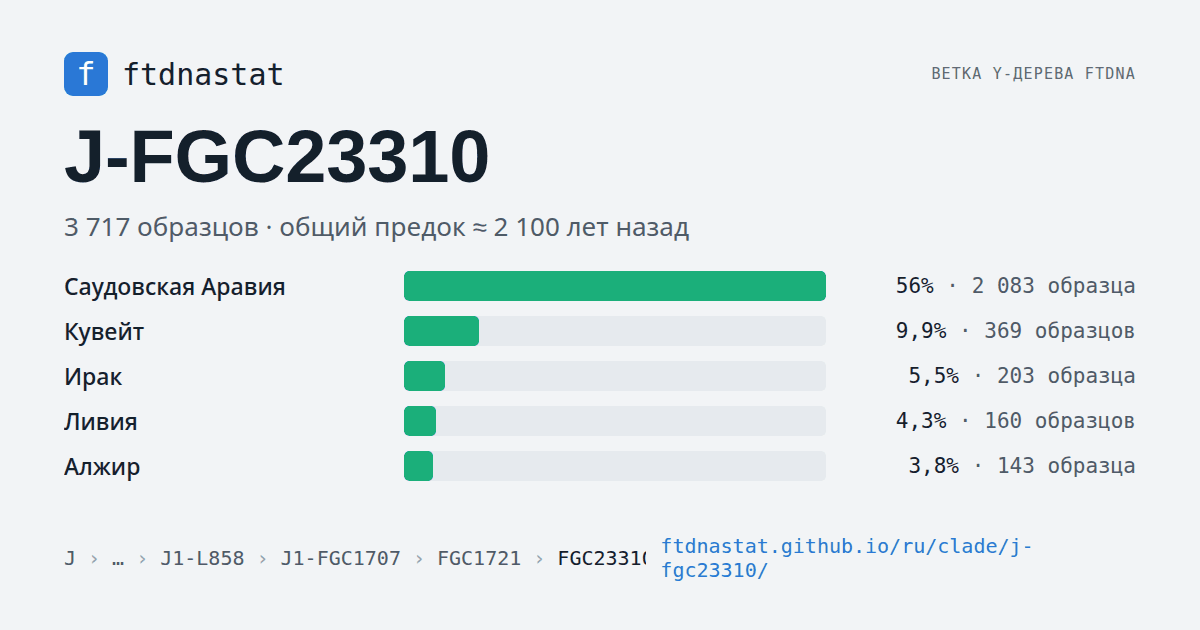 f ftdnastat
ВЕТКА Y-ДЕРЕВА FTDNA
J-FGC23310
3 717 образцов · общий предок ≈ 2 100 лет назад
Саудовская Аравия 56% · 2 083 образца
Кувейт 9,9% · 369 образцов
Ирак 5,5% · 203 образца
Ливия 4,3% · 160 образцов
Алжир 3,8% · 143 образца
J › … › J1-L858 › J1-FGC1707 › FGC1721 › FGC23310
ftdnastat.github.io/ru/clade/j-
fgc23310/